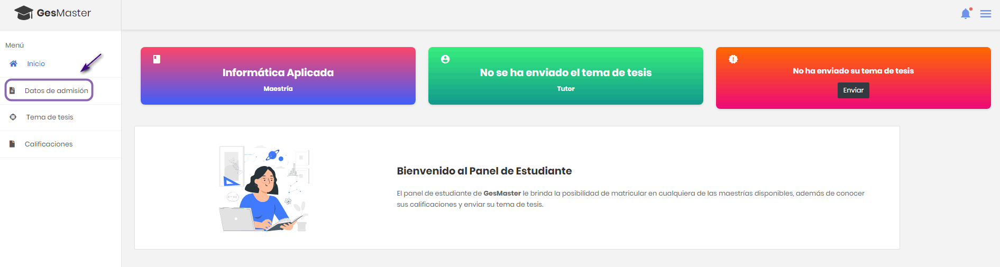 GesMaster
Menú
Inicio
Datos de admisión
Tema de tesis
Calificaciones
Informática Aplicada
Maestría
No se ha enviado el tema de tesis
Tutor
No ha enviado su tema de tesis
Enviar
Bienvenido al Panel de Estudiante
El panel de estudiante de GesMaster le brinda la posibilidad de matricular en cualquiera de las maestrías disponibles, además de conocer
sus calificaciones y enviar su tema de tesis.